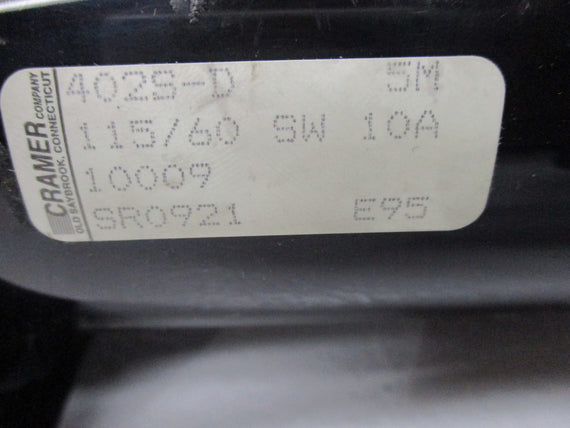 CRAMER COMPANY
OLD SAYBROOK, CONNECTICUT
402S-D 5M
115/60 SW 10A
10009
SR0921 E95